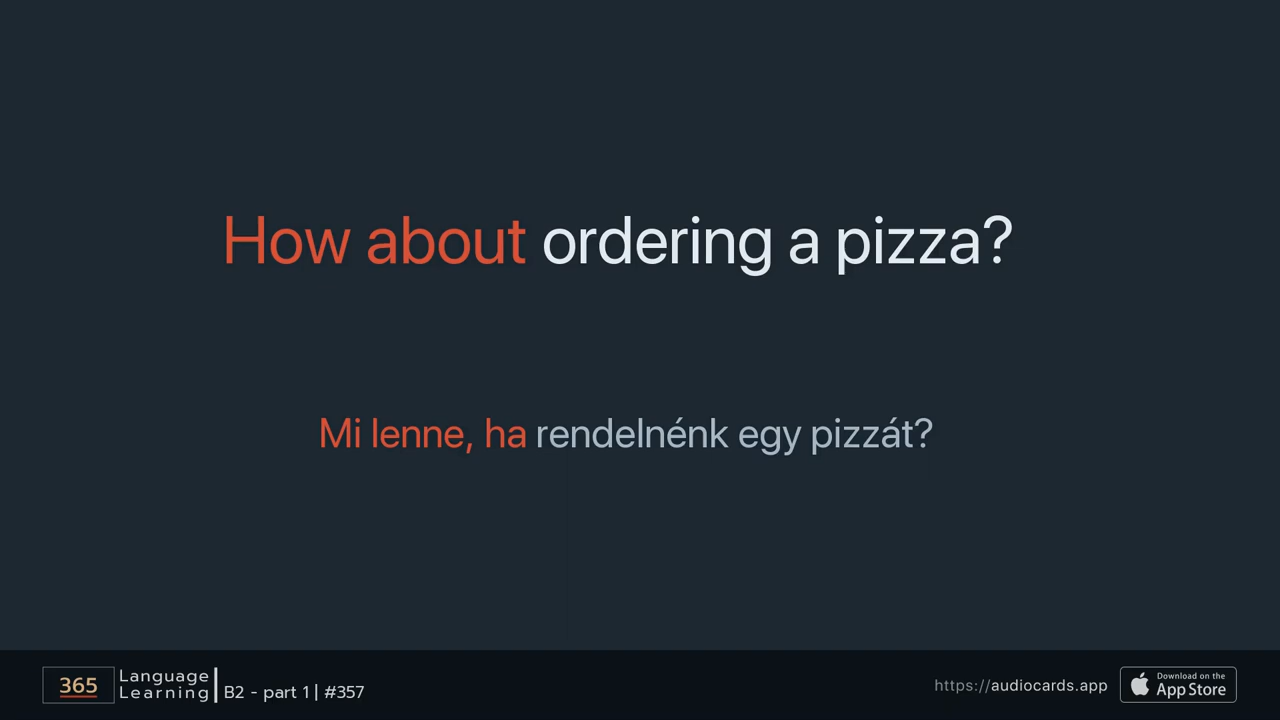 How about ordering a pizza?
Mi lenne, ha rendelnénk egy pizzát?
365 Language Learning | B2 - part 1 | #357
https://audiocards.app
Download on the
App Store